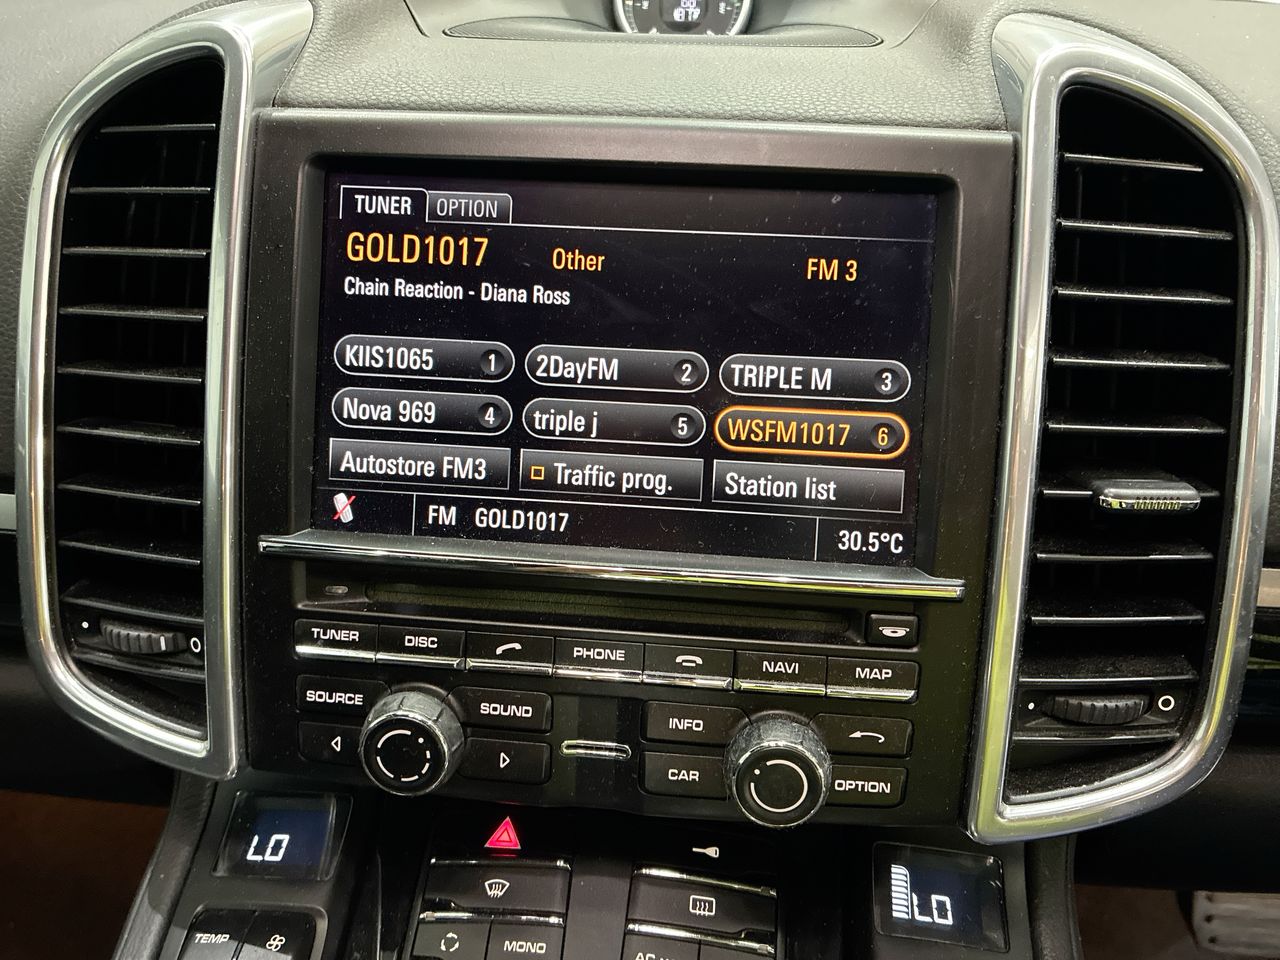 TUNER OPTION
GOLD1017 Other FM 3
Chain Reaction - Diana Ross
KIIS1065 1 2DayFM 2 TRIPLE M 3
Nova 969 4 triple j 5 WSFM1017 6
Autostore FM3 Traffic prog. Station list
FM GOLD1017 30.5°C
TUNER DISC PHONE NAVI MAP
SOURCE SOUND INFO
CAR OPTION
LO LO
TEMP MONO